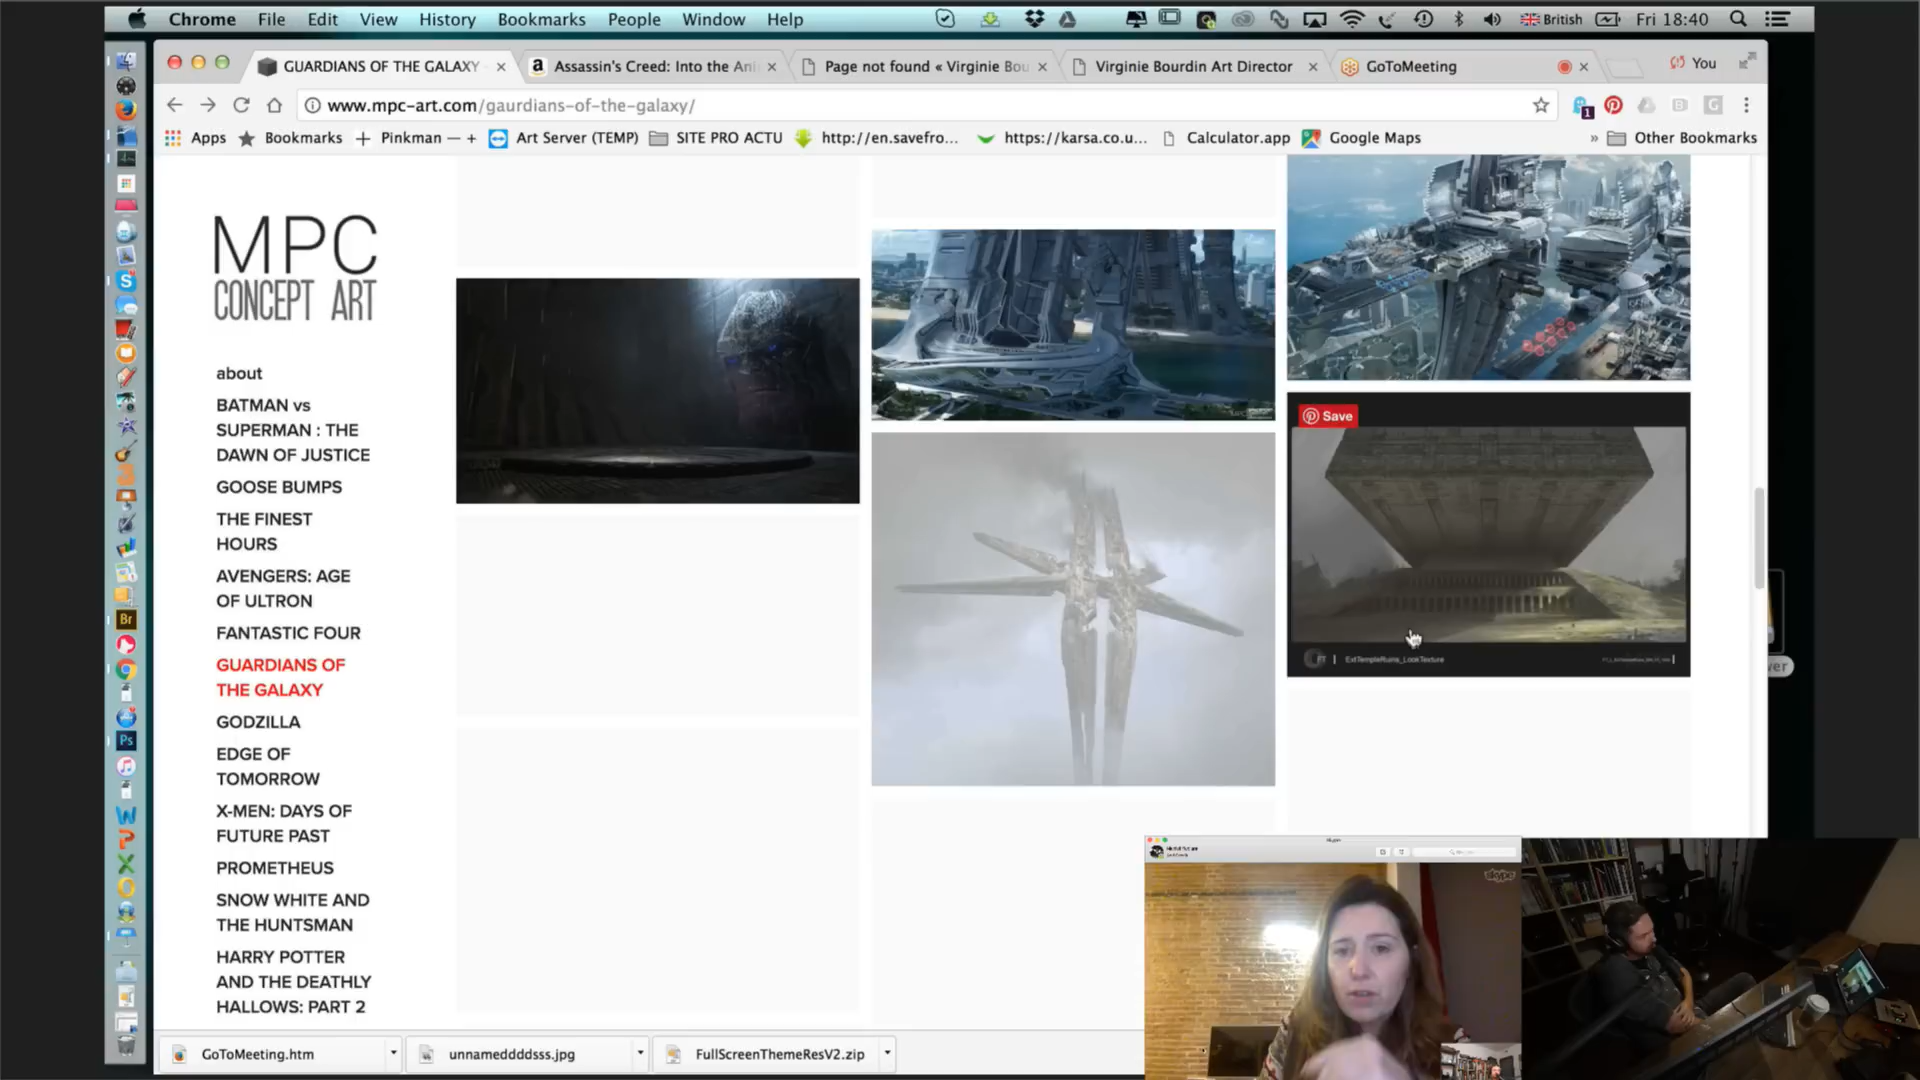 Chrome File Edit View History Bookmarks People Window Help
British
Fri 18:40
GUARDIANS OF THE GALAXY
Assassin's Creed: Into the Ani
Page not found « Virginie Bou
Virginie Bourdin Art Director
GoToMeeting
You
www.mpc-art.com/gaurdians-of-the-galaxy/
1
Apps
Bookmarks
Pinkman — +
Art Server (TEMP)
SITE PRO ACTU
http://en.savefro...
https://karsa.co.u...
Calculator.app
Google Maps
»
Other Bookmarks
MPC
CONCEPT ART
about
BATMAN vs
SUPERMAN : THE
DAWN OF JUSTICE
GOOSE BUMPS
THE FINEST
HOURS
AVENGERS: AGE
OF ULTRON
FANTASTIC FOUR
GUARDIANS OF
THE GALAXY
GODZILLA
EDGE OF
TOMORROW
X-MEN: DAYS OF
FUTURE PAST
PROMETHEUS
SNOW WHITE AND
THE HUNTSMAN
HARRY POTTER
AND THE DEATHLY
HALLOWS: PART 2
Save
ExtTempleRuins_LookTexture
Br
Ps
skype
GoToMeeting.htm
unnameddddsss.jpg
FullScreenThemeResV2.zip